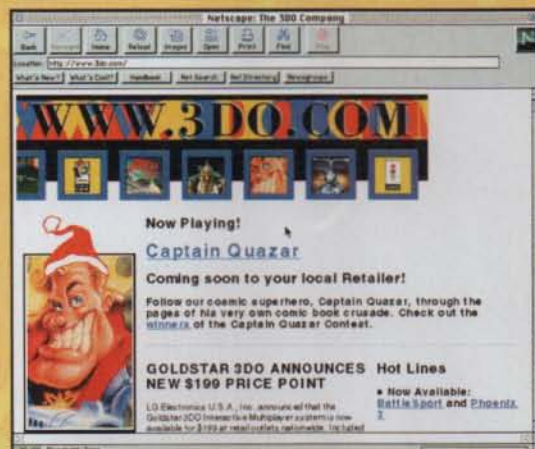 Netscape: The 3DO Company
Back Forward Home Reload Images Open Print Find Stop
Location: http://www.3do.com/
What's New? What's Cool? Handbook Net Search Net Directory Newsgroups
N
WWW.3DO.COM
Now Playing!
Captain Quazar
Coming soon to your local Retailer!
Follow our cosmic superhero, Captain Quazar, through the
pages of his very own comic book crusade. Check out the
winners of the Captain Quazar Contest.
GOLDSTAR 3DO ANNOUNCES
NEW $199 PRICE POINT
LG Electronics U.S.A., Inc. announced that the
Goldstar 3DO Interactive Multiplayer system is now
available for $199 at retail outlets nationwide. Included
Hot Lines
• Now Available:
BattleSport and Phoenix
3